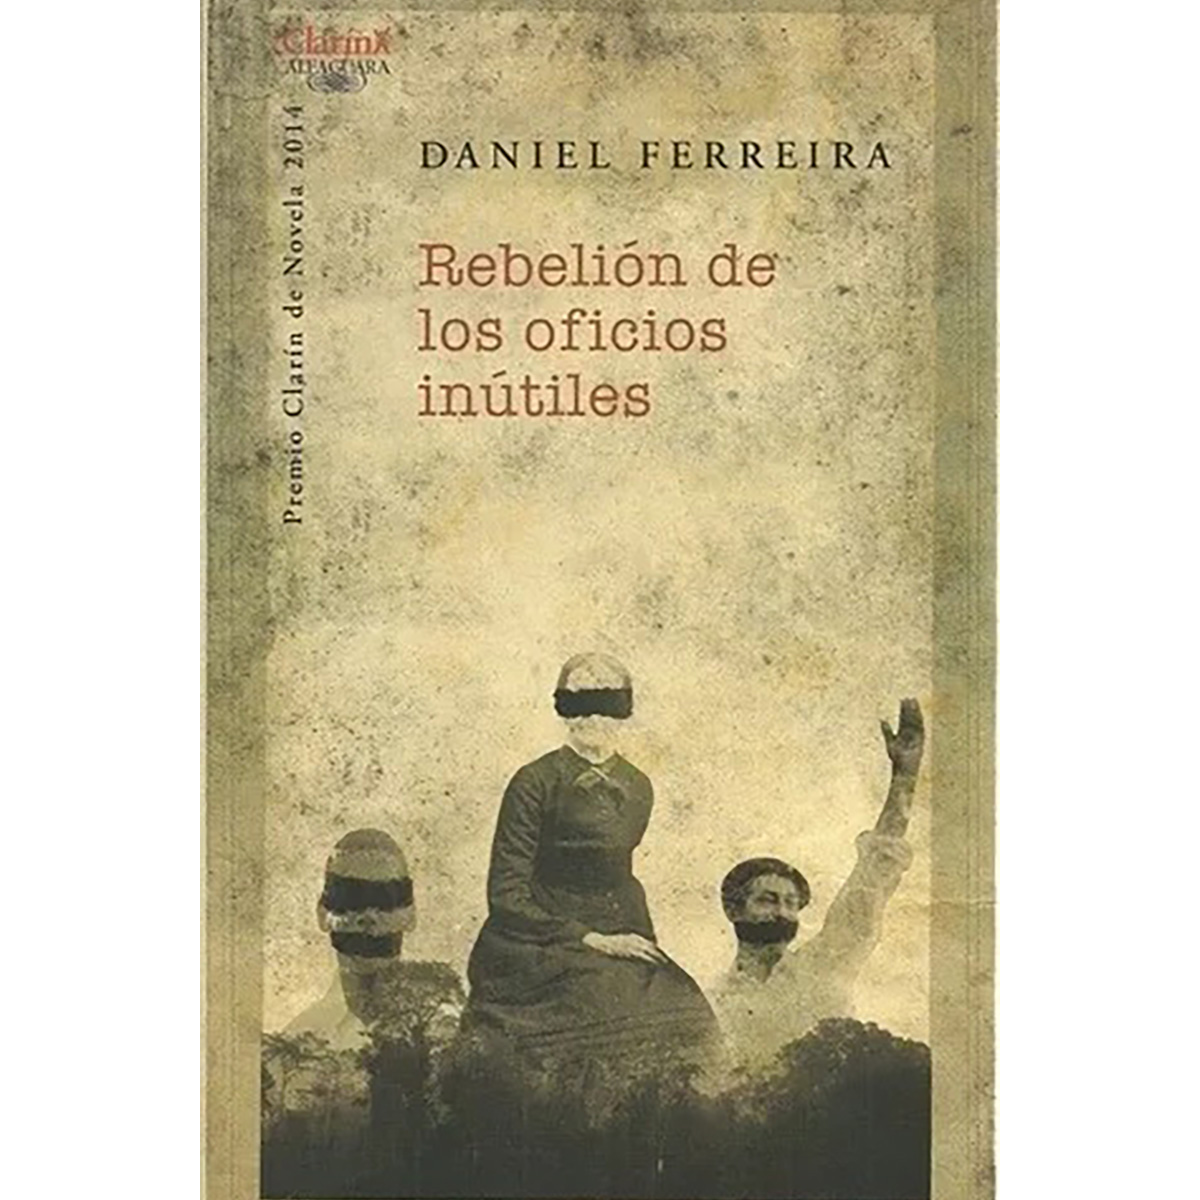 Clarín
ALFAGUARA
Premio Clarín de Novela 2014
DANIEL FERREIRA
Rebelión de
los oficios
inútiles